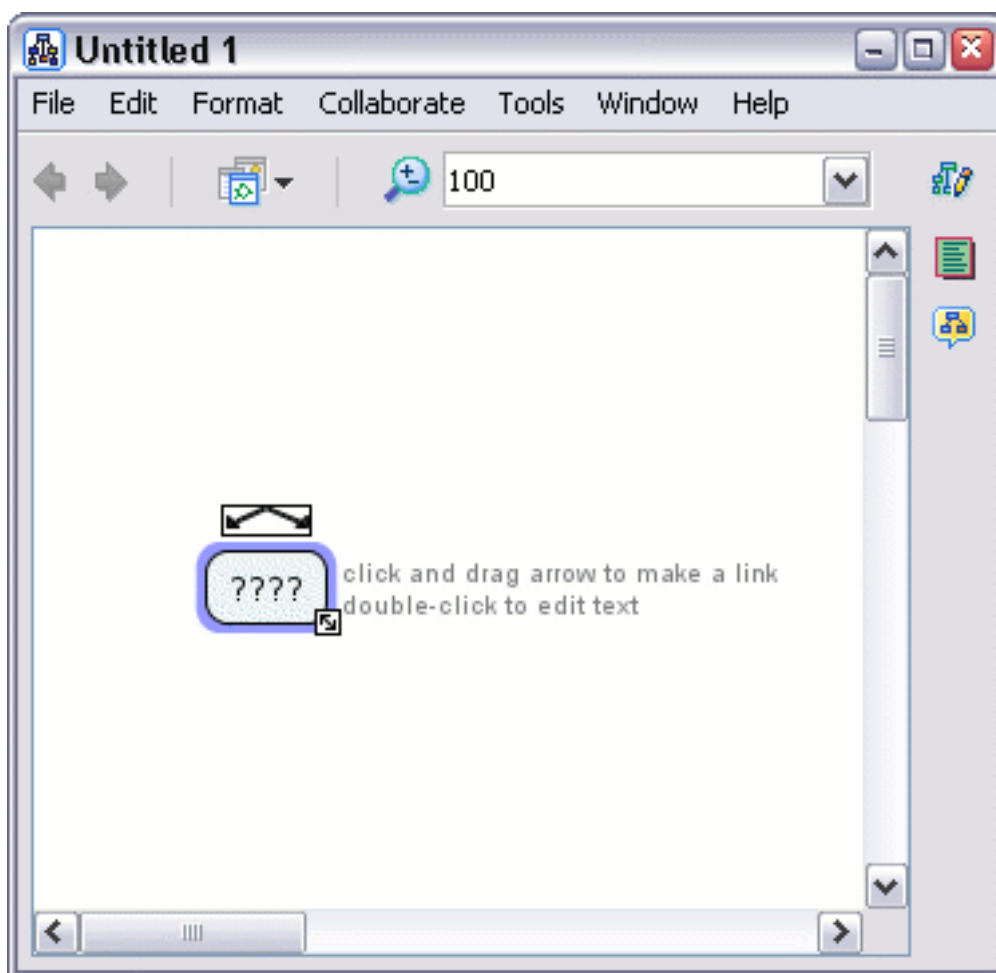 Untitled 1
File Edit Format Collaborate Tools Window Help
100
????
click and drag arrow to make a link
double-click to edit text